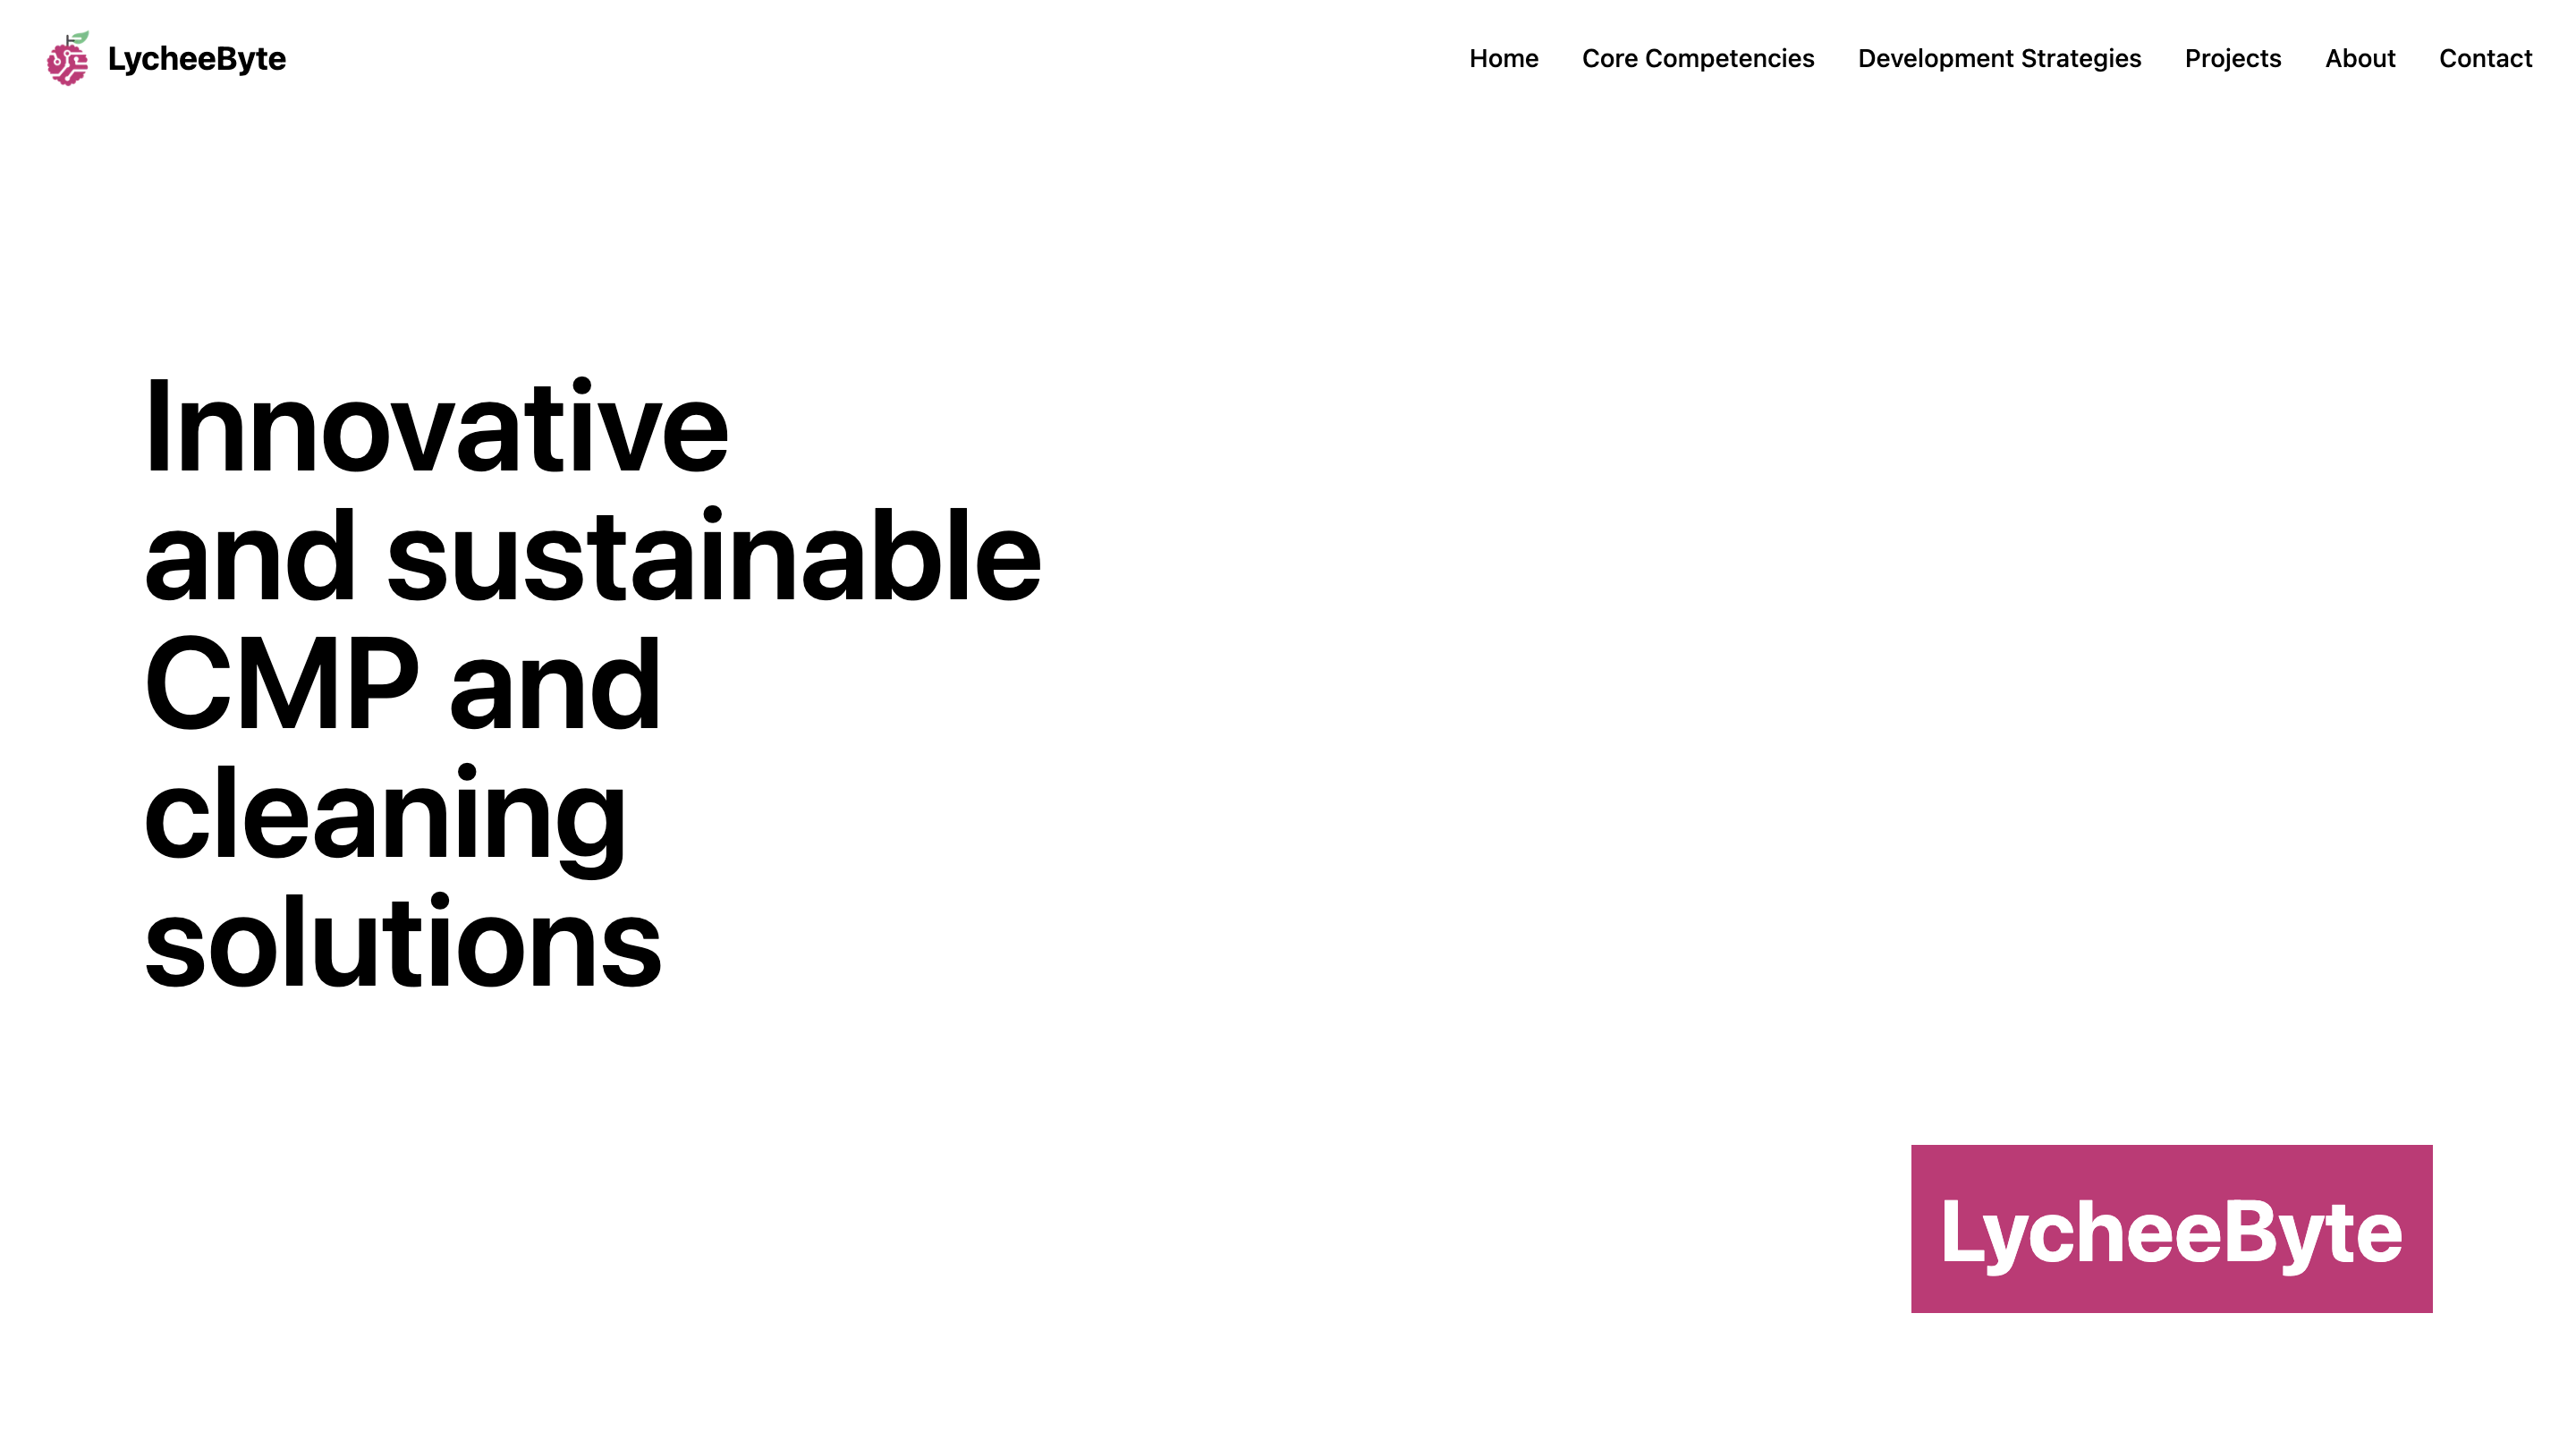 LycheeByte
Home Core Competencies Development Strategies Projects About Contact
Innovative
and sustainable
CMP and
cleaning
solutions
LycheeByte